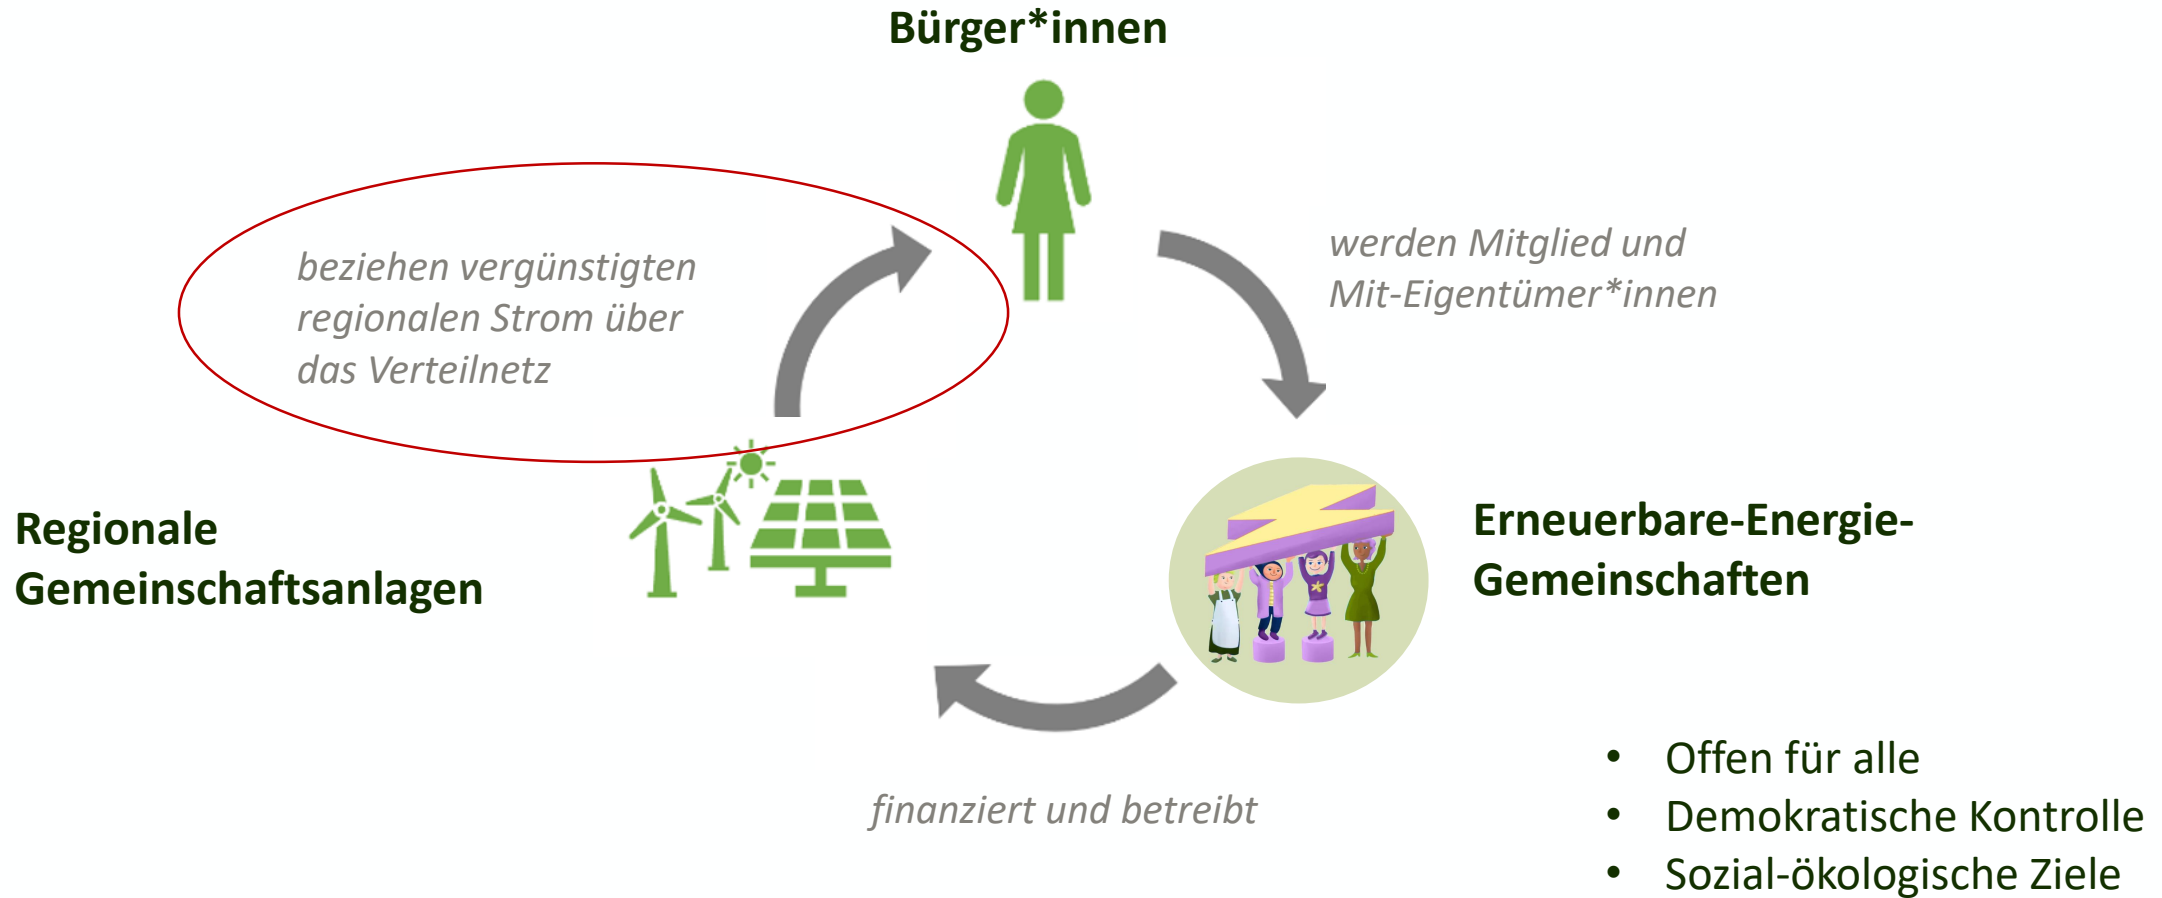 Bürger*innen
beziehen vergünstigten
regionalen Strom über
das Verteilnetz
werden Mitglied und
Mit-Eigentümer*innen
Regionale
Gemeinschaftsanlagen
Erneuerbare-Energie-
Gemeinschaften
finanziert und betreibt
• Offen für alle
• Demokratische Kontrolle
• Sozial-ökologische Ziele